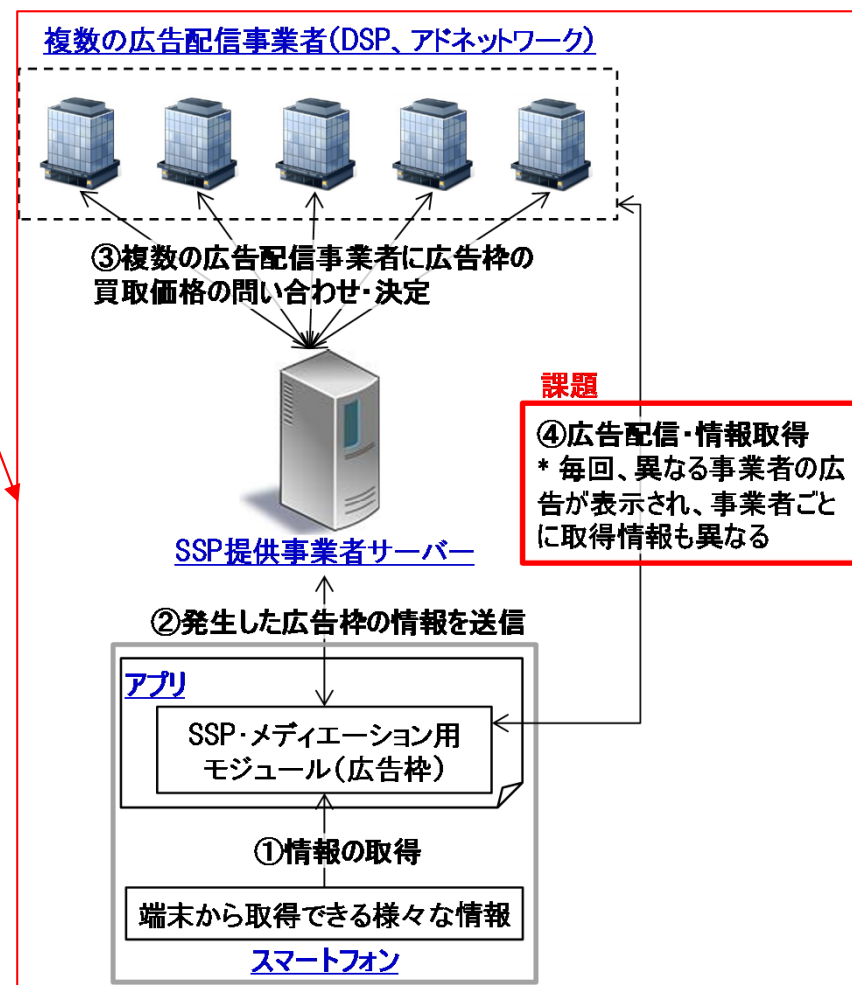 複数の広告配信事業者(DSP、アドネットワーク)
③複数の広告配信事業者に広告枠の
買取価格の問い合わせ・決定
課題
④広告配信・情報取得
* 毎回、異なる事業者の広
告が表示され、事業者ごと
に取得情報も異なる
SSP提供事業者サーバー
②発生した広告枠の情報を送信
アプリ
SSP・メディエーション用
モジュール(広告枠)
①情報の取得
端末から取得できる様々な情報
スマートフォン